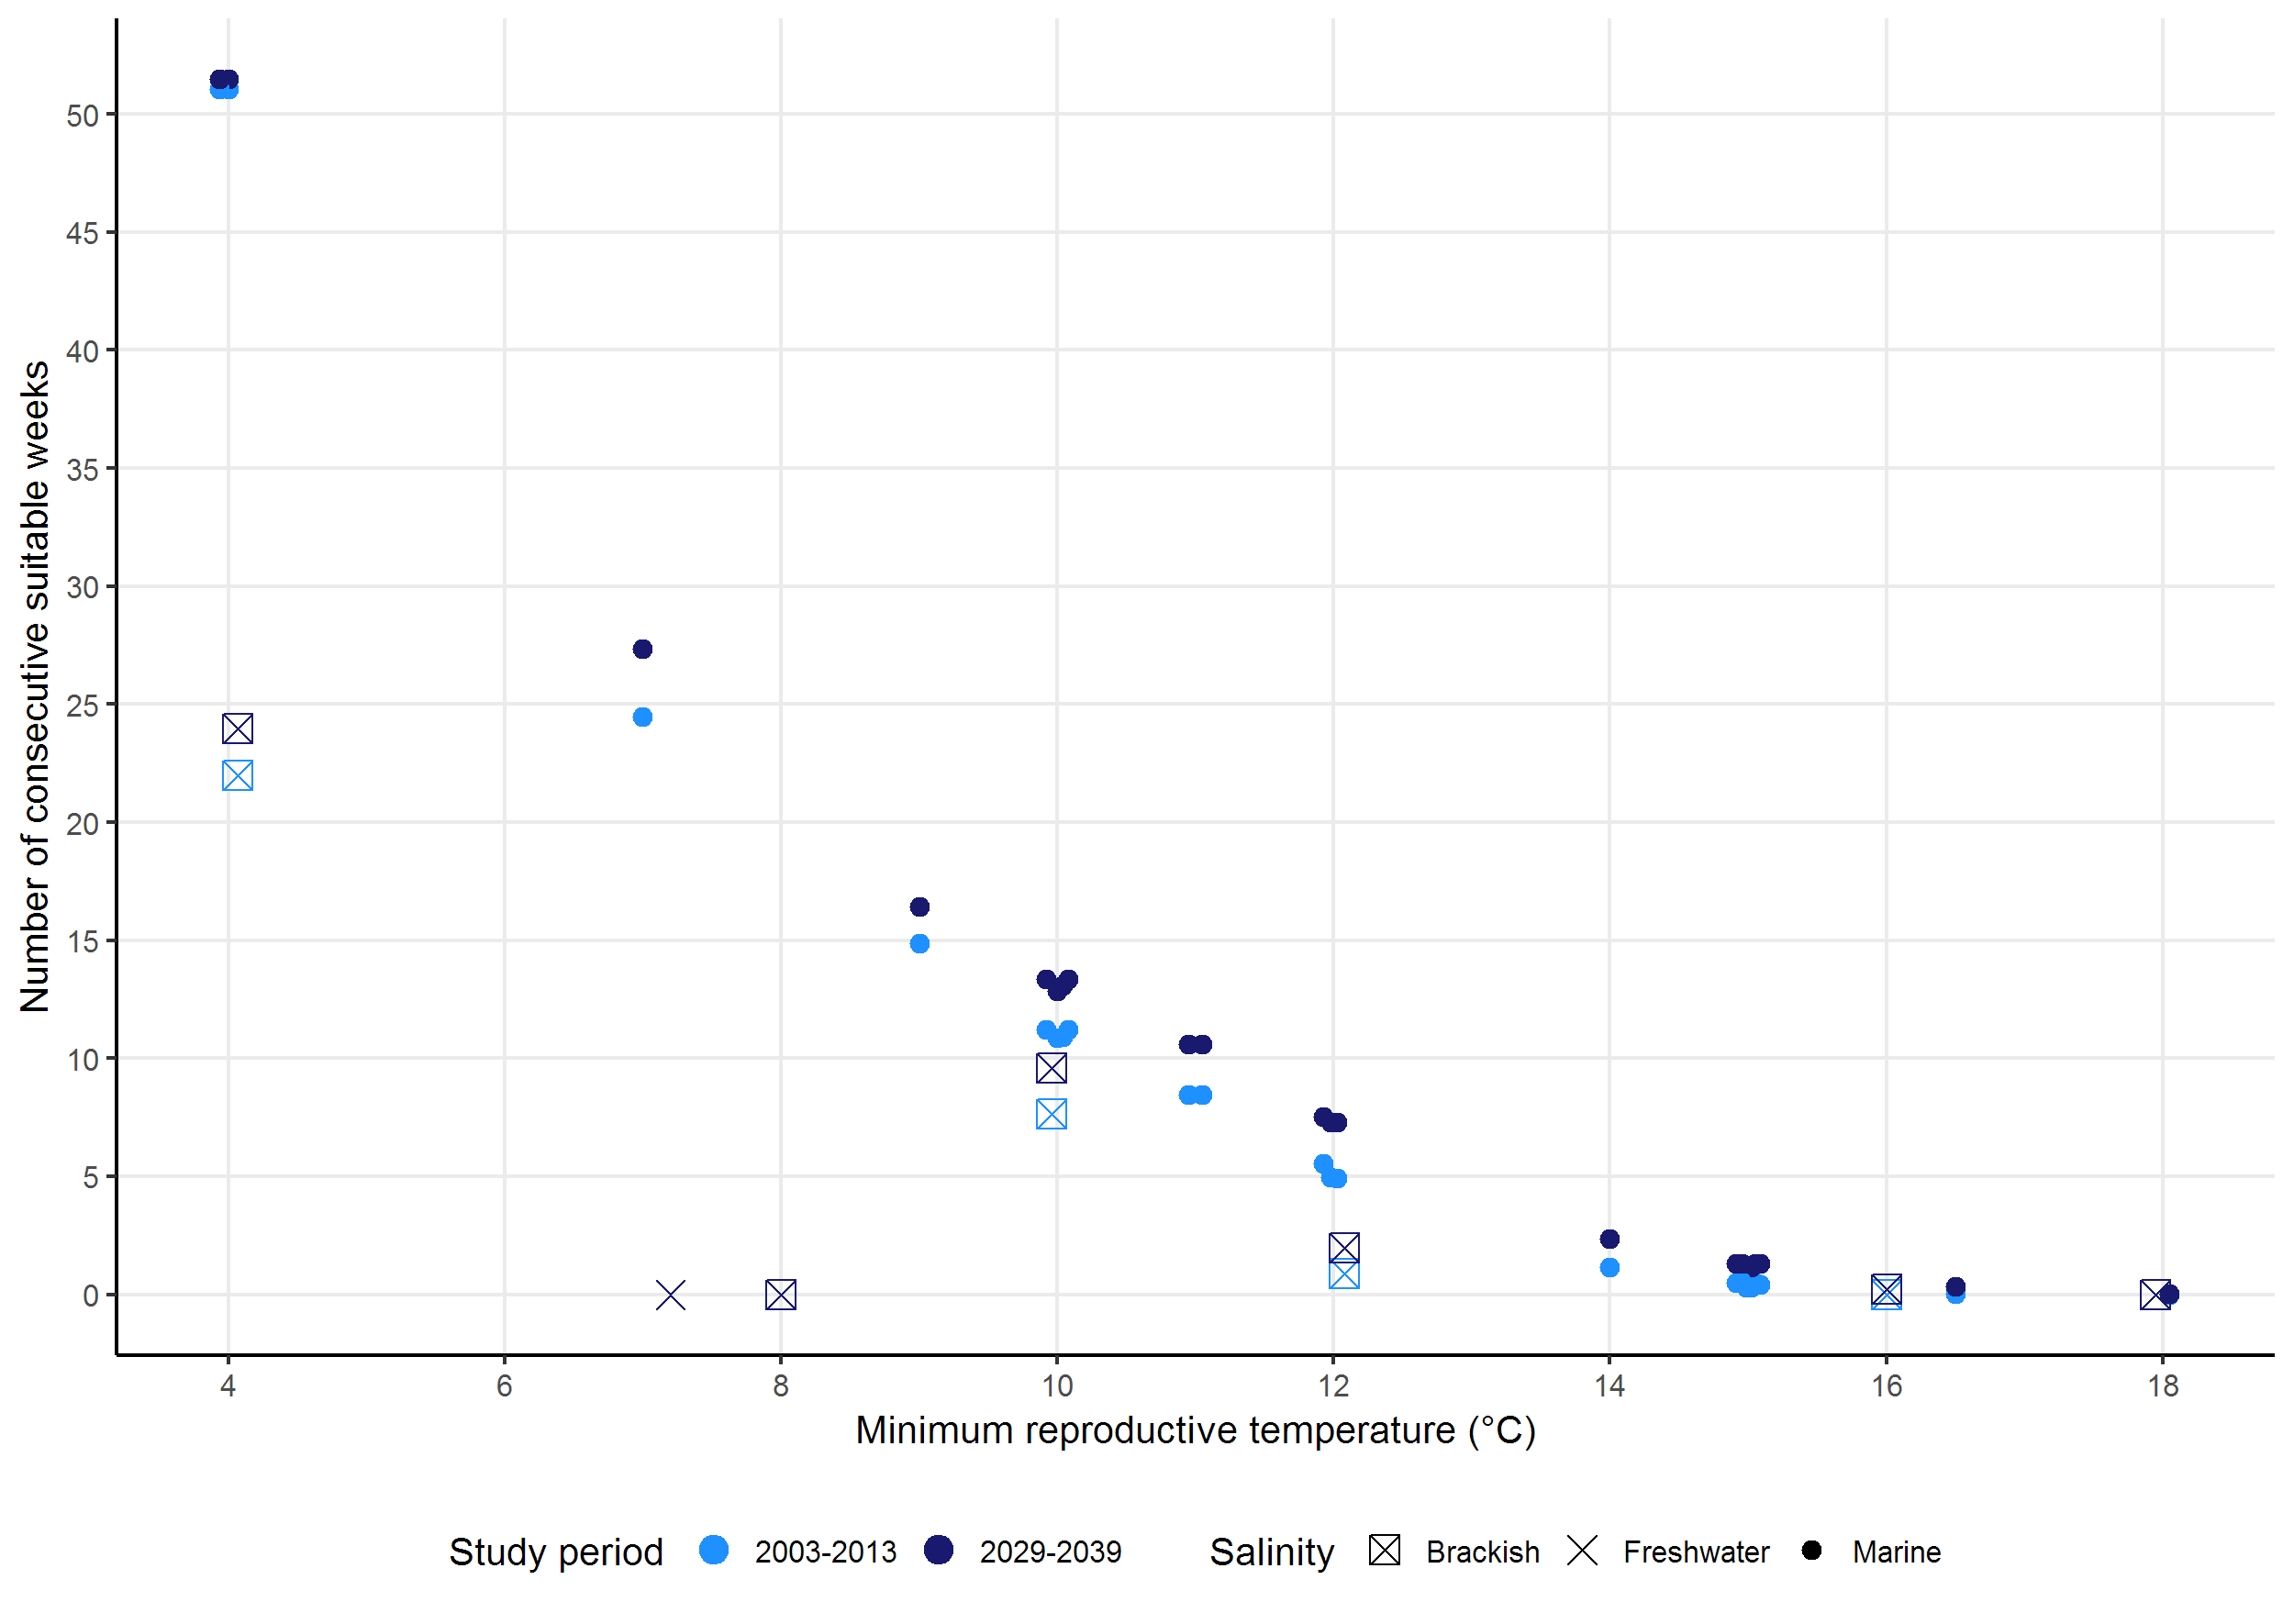 Number of consecutive suitable weeks
50
45
40
35
30
25
20
15
10
5
0
4 6 8 10 12 14 16 18
Minimum reproductive temperature (°C)
Study period 2003-2013 2029-2039 Salinity Brackish Freshwater Marine